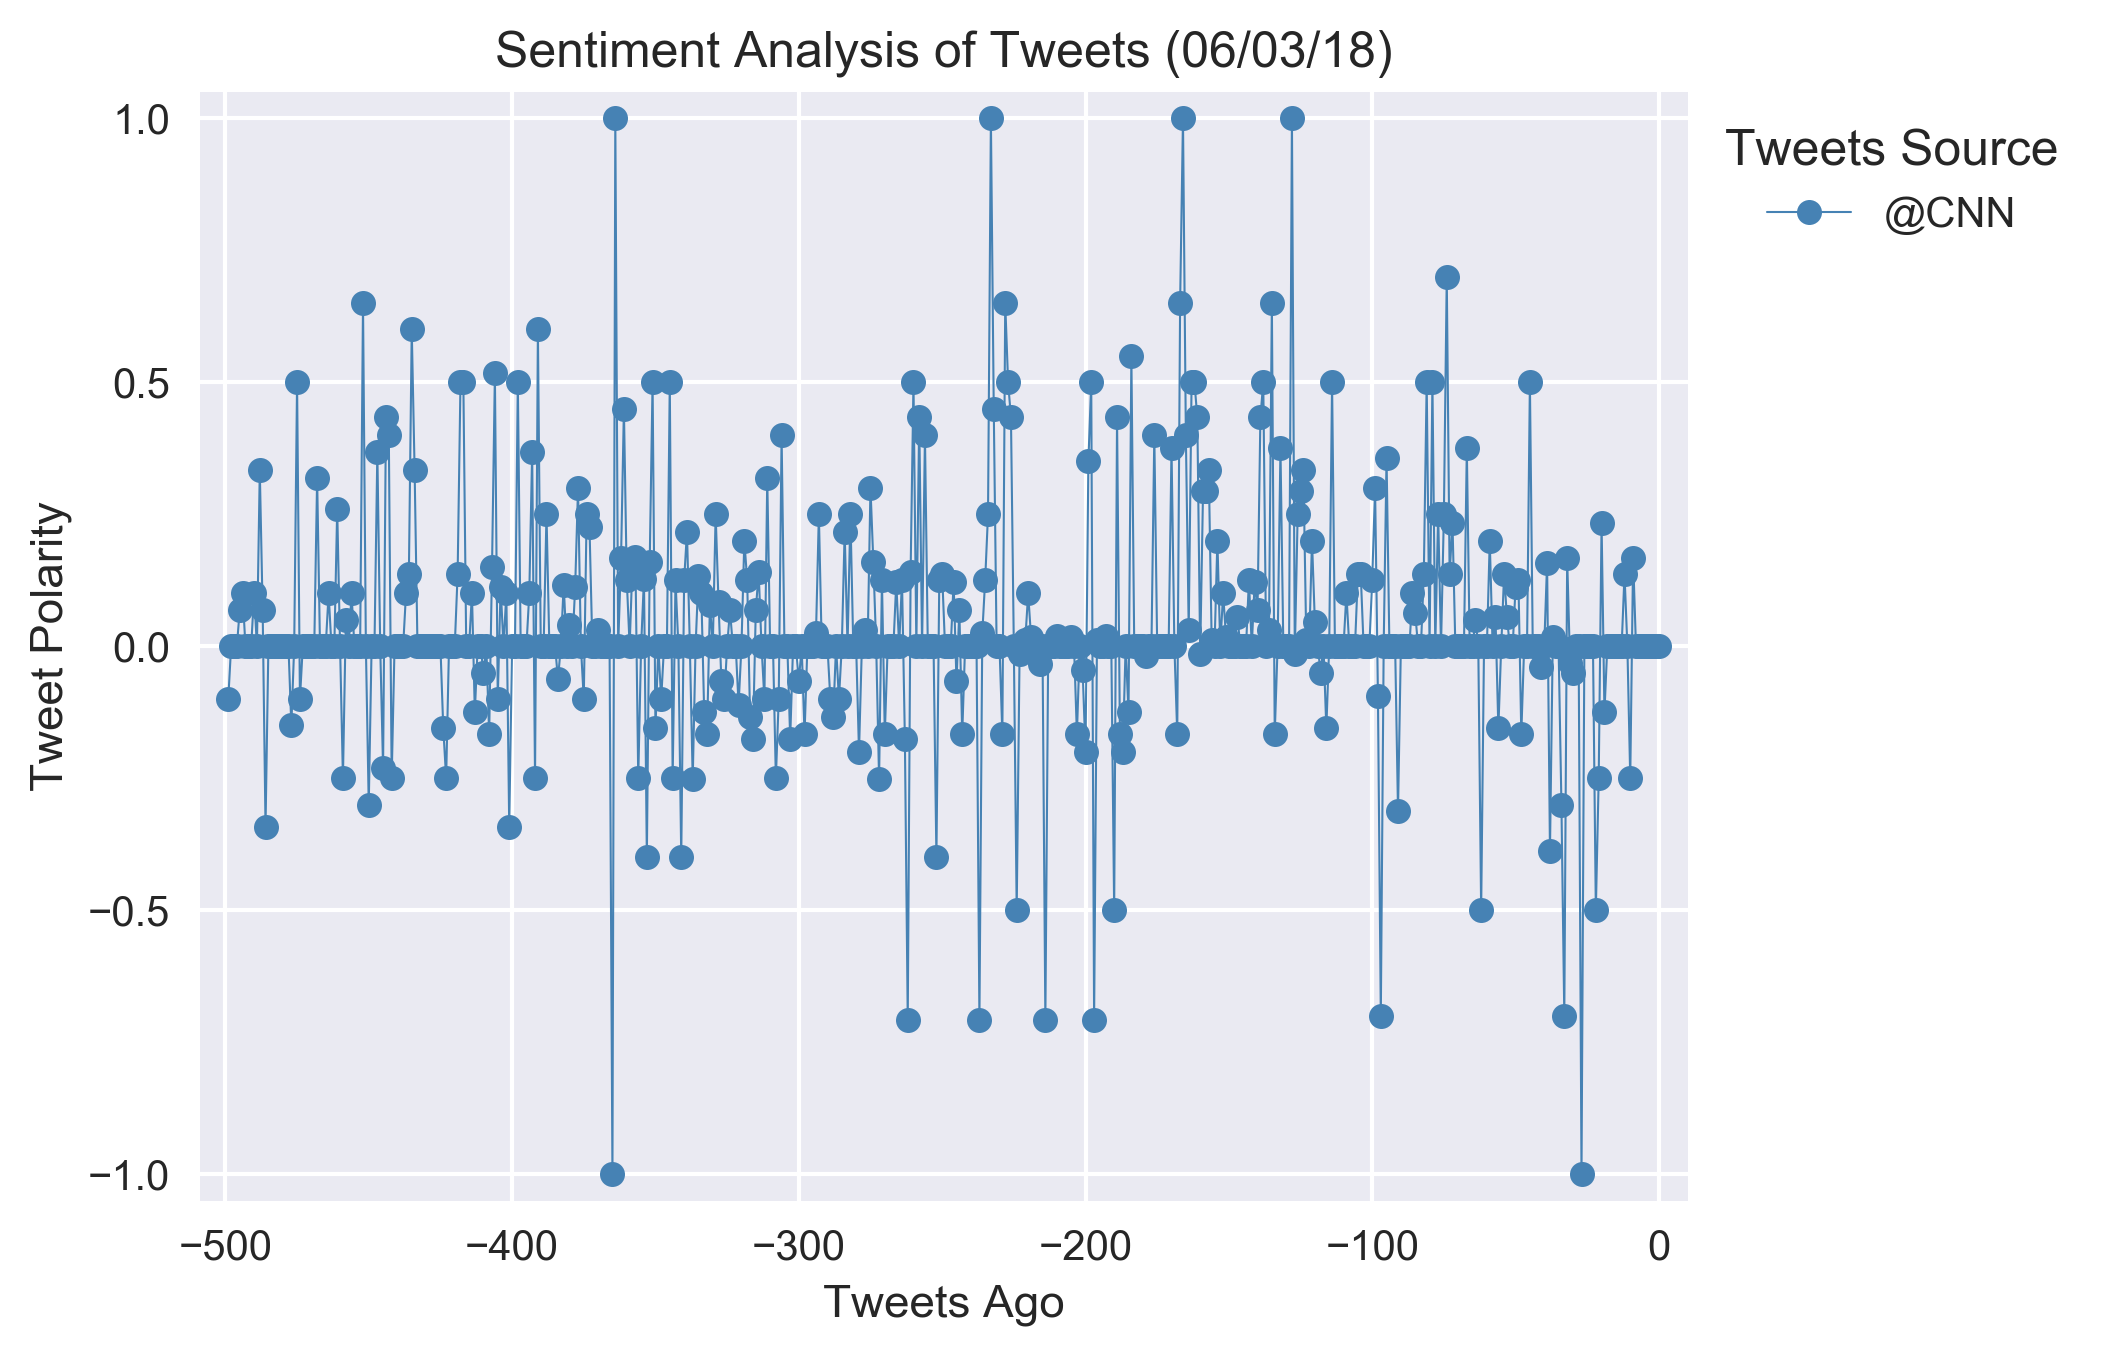 Sentiment Analysis of Tweets (06/03/18)
Tweets Source
@CNN
Tweet Polarity
1.0
0.5
0.0
−0.5
−1.0
−500 −400 −300 −200 −100 0
Tweets Ago